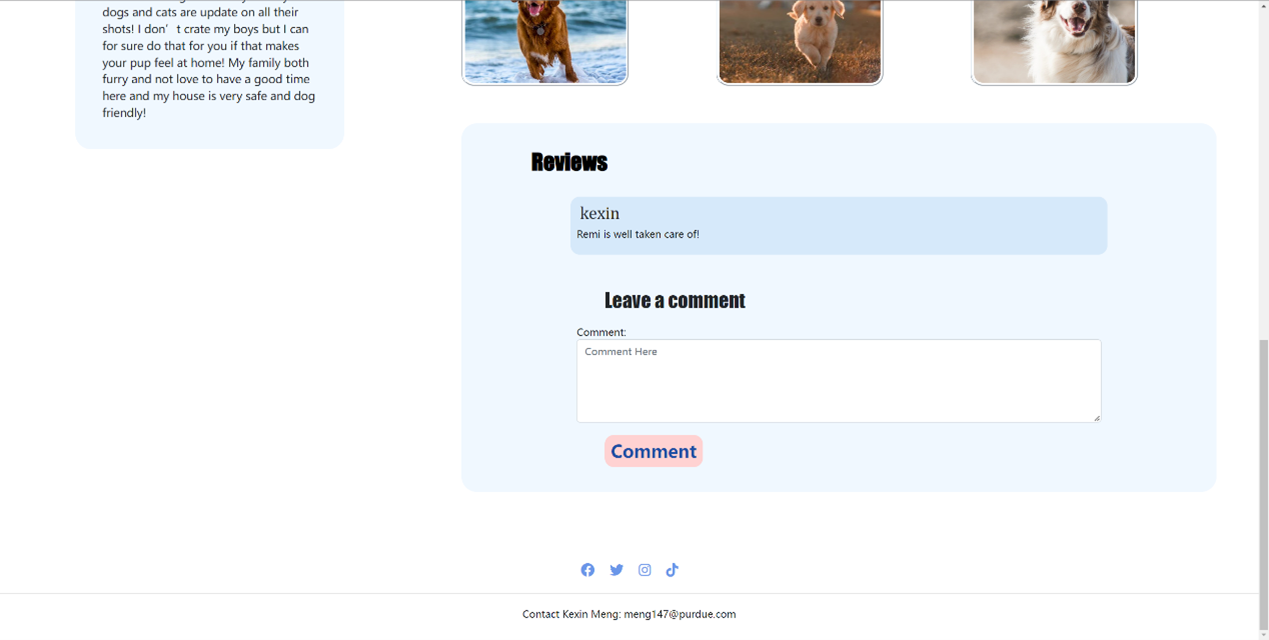 dogs and cats are update on all their
shots! I don’t crate my boys but I can
for sure do that for you if that makes
your pup feel at home! My family both
furry and not love to have a good time
here and my house is very safe and dog
friendly!
Reviews
kexin
Remi is well taken care of!
Leave a comment
Comment:
Comment Here
Comment
Contact Kexin Meng: meng147@purdue.com